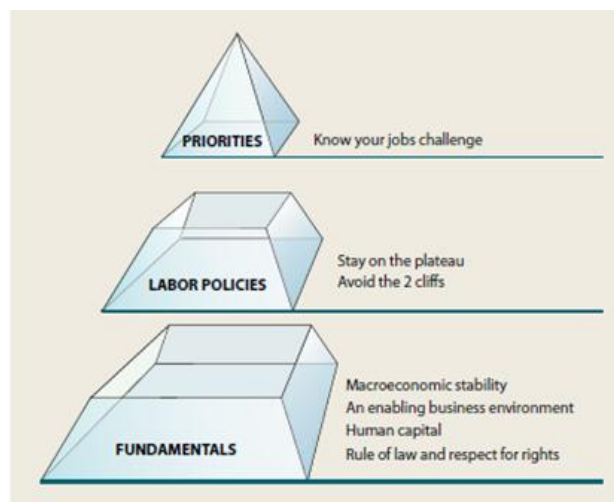 PRIORITIES
Know your jobs challenge
LABOR POLICIES
Stay on the plateau
Avoid the 2 cliffs
FUNDAMENTALS
Macroeconomic stability
An enabling business environment
Human capital
Rule of law and respect for rights